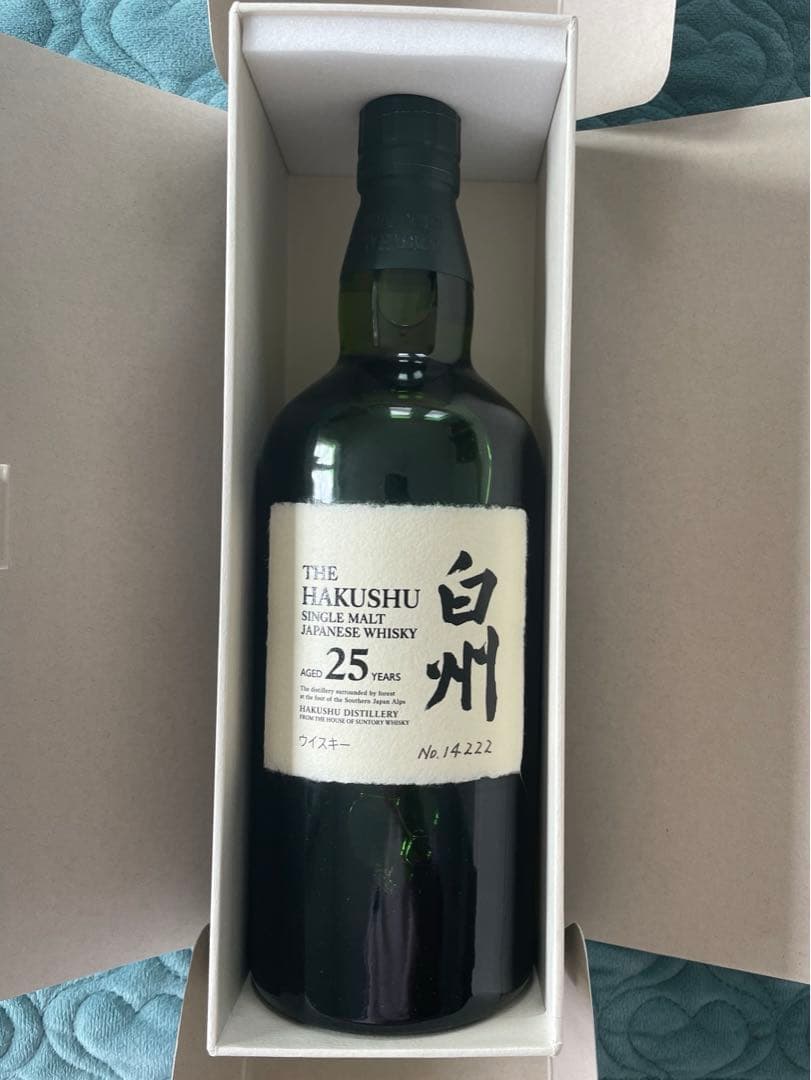 THE
HAKUSHU
SINGLE MALT
JAPANESE WHISKY
AGED 25 YEARS
The distillery surrounded by forest
at the foot of the Southern Japan Alps
HAKUSHU DISTILLERY
FROM THE HOUSE OF SUNTORY WHISKY
ウイスキー
白州
No. 14222